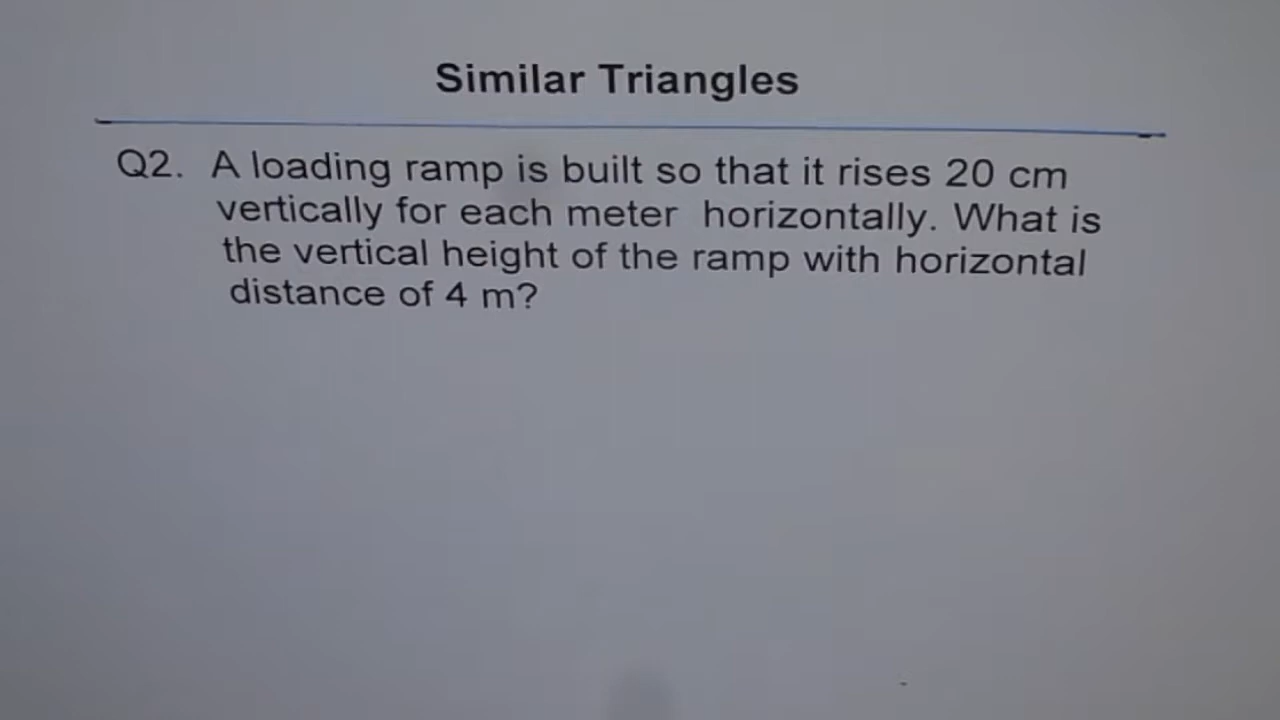 Similar Triangles
Q2. A loading ramp is built so that it rises 20 cm
vertically for each meter horizontally. What is
the vertical height of the ramp with horizontal
distance of 4 m?